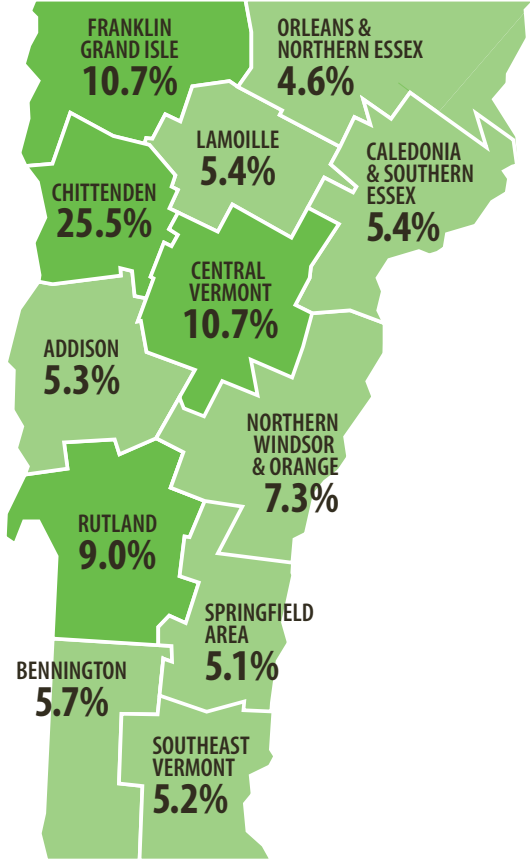 FRANKLIN
GRAND ISLE
10.7%
ORLEANS &
NORTHERN ESSEX
4.6%
LAMOILLE
5.4%
CALEDONIA
& SOUTHERN
ESSEX
5.4%
CHITTENDEN
25.5%
CENTRAL
VERMONT
10.7%
ADDISON
5.3%
NORTHERN
WINDSOR
& ORANGE
7.3%
RUTLAND
9.0%
SPRINGFIELD
AREA
5.1%
BENNINGTON
5.7%
SOUTHEAST
VERMONT
5.2%